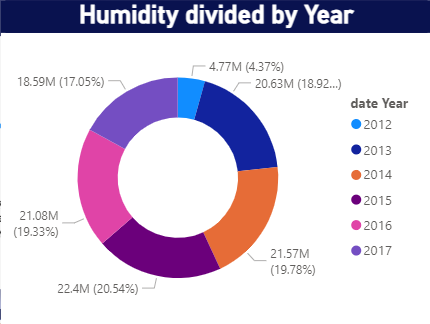 Humidity divided by Year
4.77M (4.37%)
20.63M (18.92...)
18.59M (17.05%)
21.08M
(19.33%)
22.4M (20.54%)
21.57M
(19.78%)
date Year
2012
2013
2014
2015
2016
2017